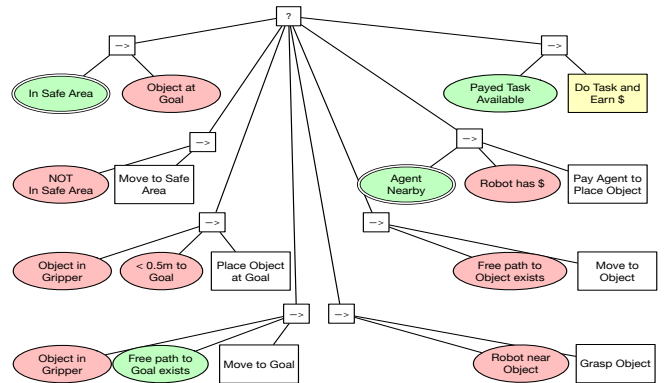 ?
—>
—>
In Safe Area
Object at
Goal
Payed Task
Available
Do Task and
Earn $
—>
—>
NOT
In Safe Area
Move to Safe
Area
Agent
Nearby
Robot has $
Pay Agent to
Place Object
—>
—>
Object in
Gripper
< 0.5m to
Goal
Place Object
at Goal
Free path to
Object exists
Move to
Object
—>
—>
Object in
Gripper
Free path to
Goal exists
Move to Goal
Robot near
Object
Grasp Object